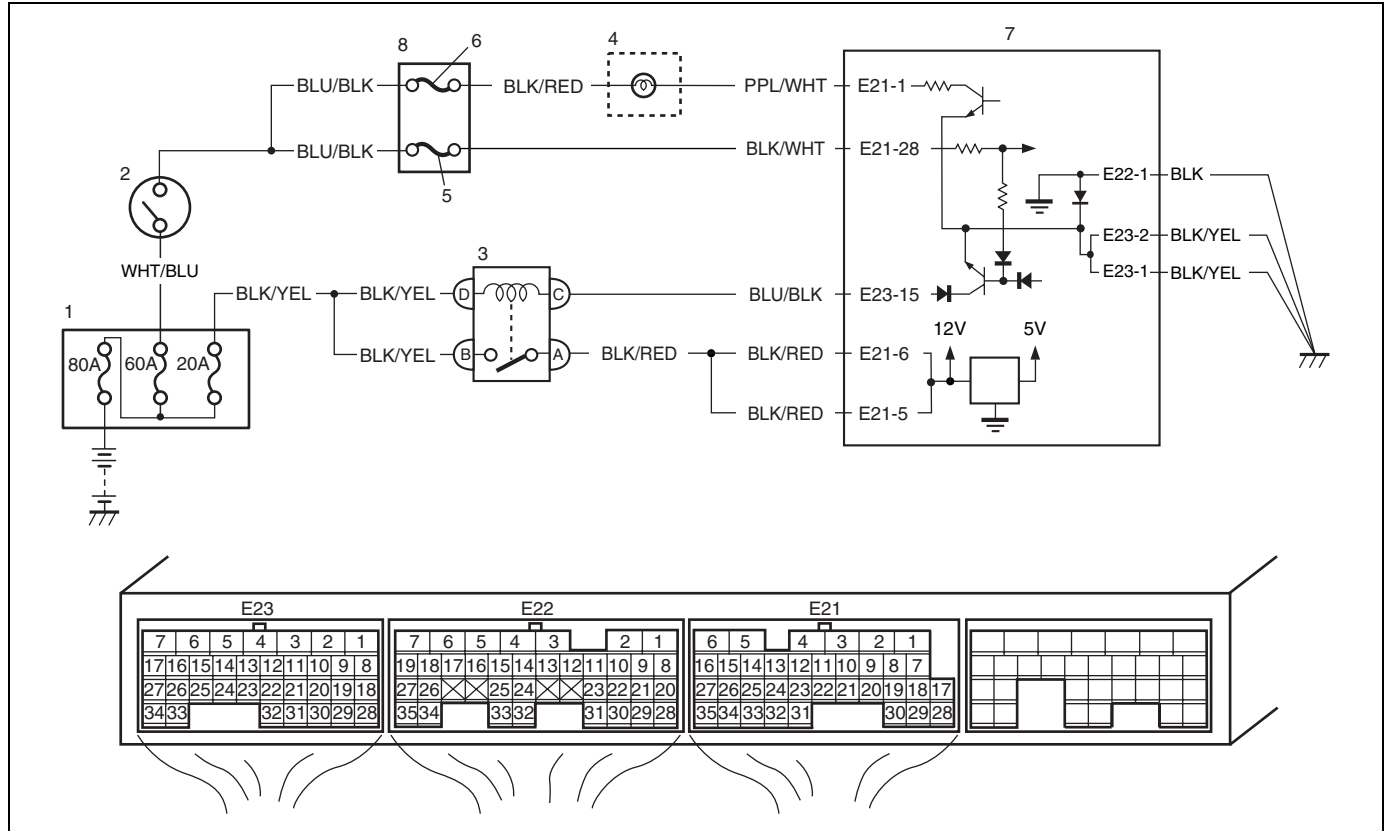 8 6 4 7
BLU/BLK BLK/RED PPL/WHT E21-1
BLU/BLK BLK/WHT E21-28
2 5
E22-1 BLK
WHT/BLU 3 E23-2 BLK/YEL
E23-1 BLK/YEL
BLK/YEL BLK/YEL D C BLU/BLK E23-15
1 12V 5V
80A 60A 20A BLK/YEL B A BLK/RED BLK/RED E21-6
BLK/RED E21-5
E23 E22 E21
7 6 5 4 3 2 1 7 6 5 4 3 2 1 6 5 4 3 2 1
17 16 15 14 13 12 11 10 9 8 19 18 17 16 15 14 13 12 11 10 9 8 16 15 14 13 12 11 10 9 8 7
27 26 25 24 23 22 21 20 19 18 27 26 25 24 23 22 21 20 27 26 25 24 23 22 21 20 19 18 17
34 33 32 31 30 29 28 35 34 33 32 31 30 29 28 35 34 33 32 31 30 29 28